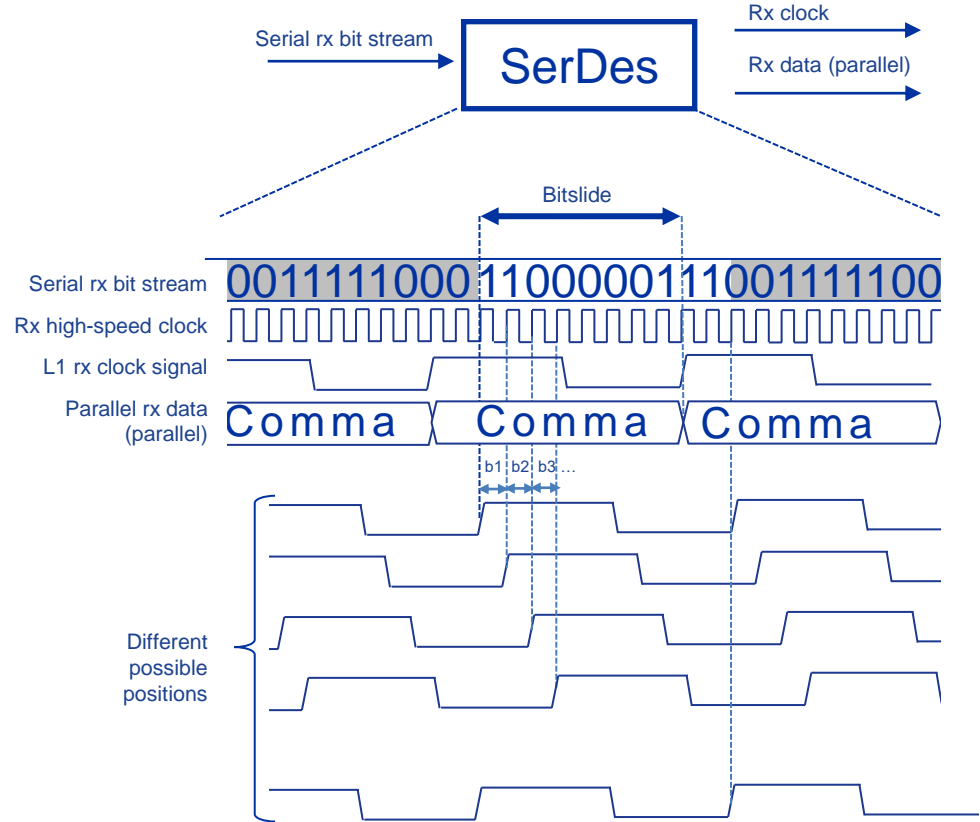 Rx clock
Serial rx bit stream
SerDes
Rx data (parallel)
Bitslide
Serial rx bit stream
001111100011000001110001111100
Rx high-speed clock
L1 rx clock signal
Parallel rx data
(parallel)
Comma
Comma
Comma
b1 b2 b3 ...
Different
possible
positions